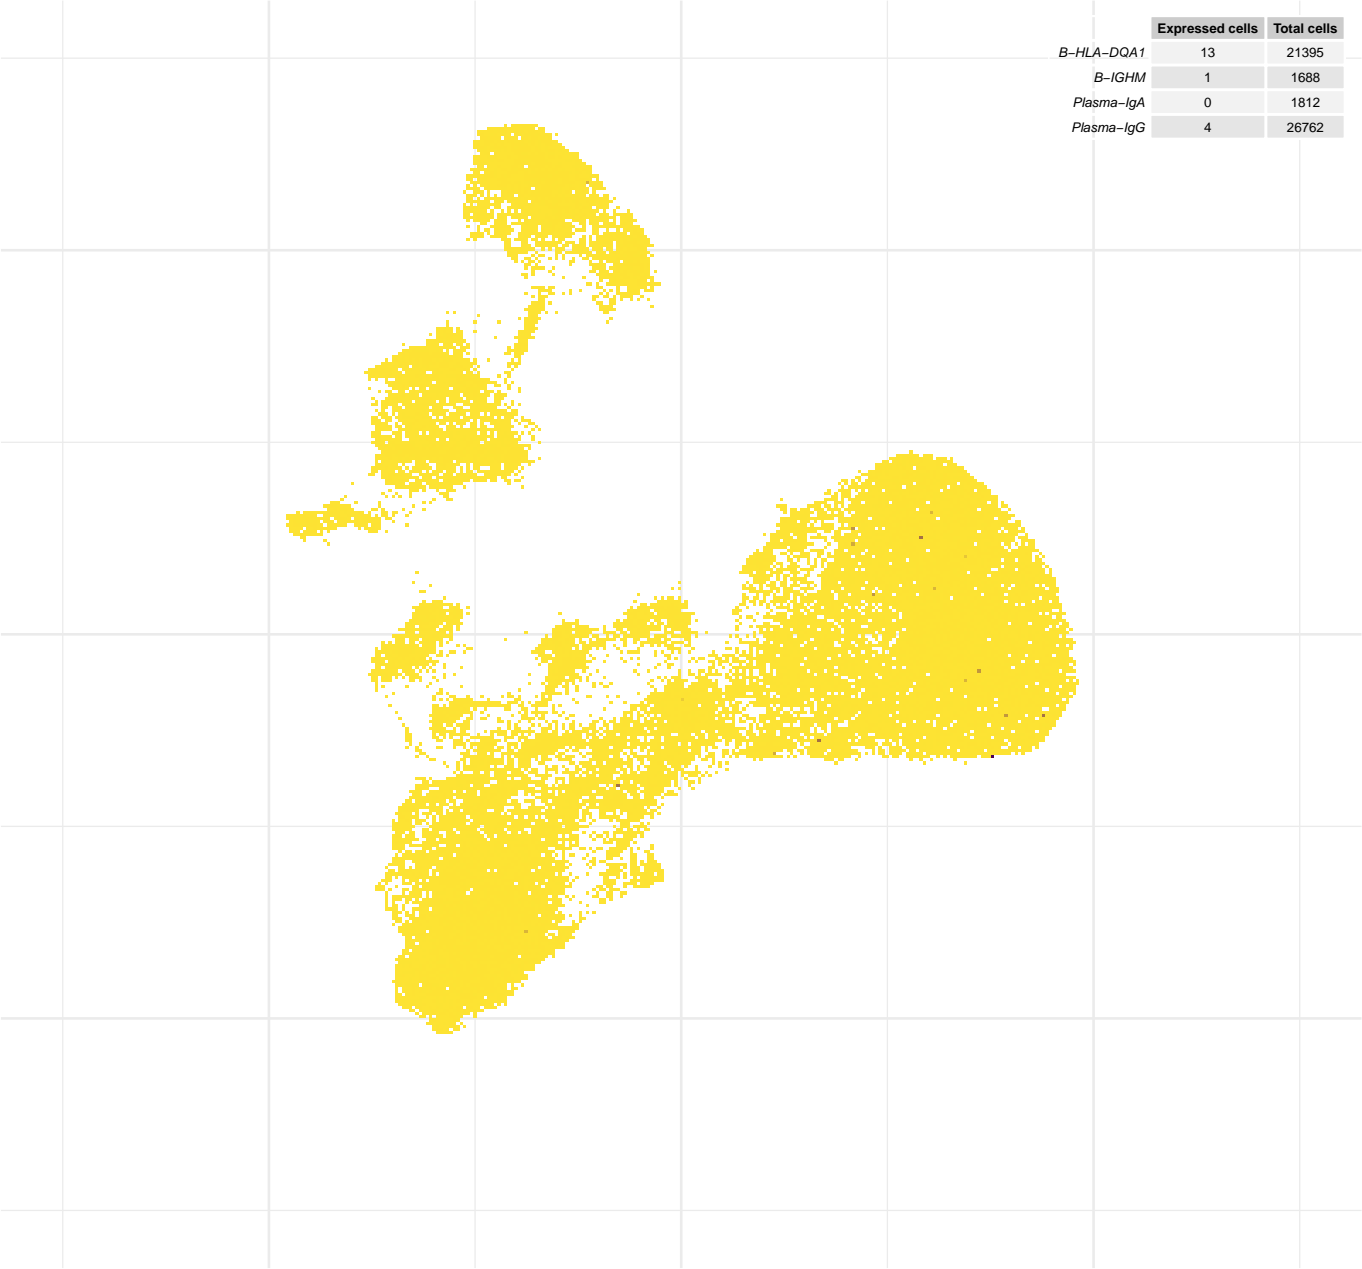 Expressed cells Total cells
B−HLA−DQA1 13 21395
B−IGHM 1 1688
Plasma−IgA 0 1812
Plasma−IgG 4 26762